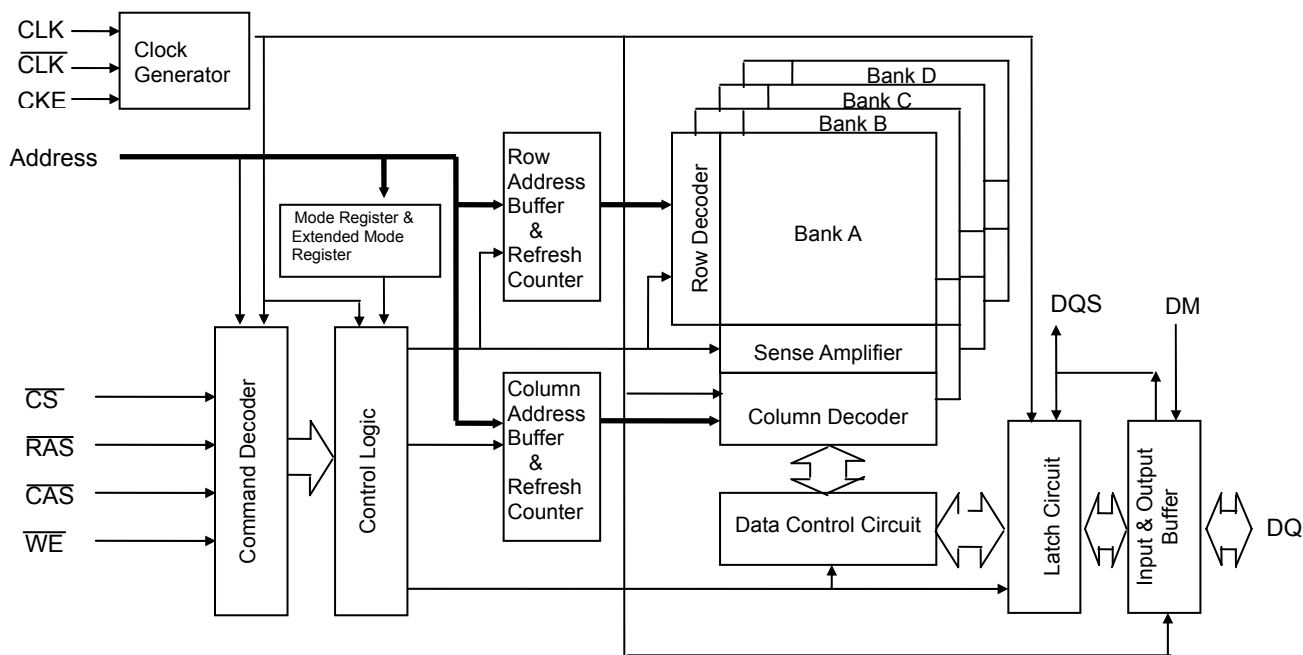 CLK
CLK
CKE
Clock
Generator
Bank D
Bank C
Bank B
Address
Row
Address
Buffer
&
Refresh
Counter
Row Decoder
Bank A
Mode Register &
Extended Mode
Register
DQS
DM
Sense Amplifier
CS
RAS
CAS
WE
Command Decoder
Control Logic
Column
Address
Buffer
&
Refresh
Counter
Column Decoder
Data Control Circuit
Latch Circuit
Input & Output
Buffer
DQ